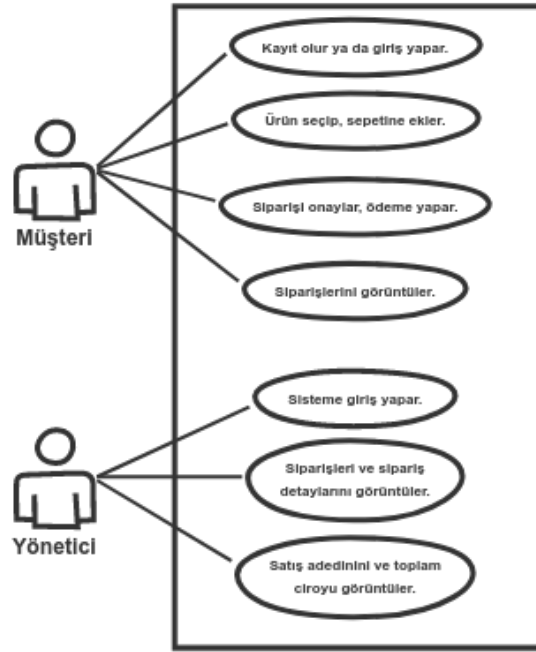 Kayıt olur ya da giriş yapar.
Ürün seçip, sepetine ekler.
Siparişi onaylar, ödeme yapar.
Müşteri
Siparişlerini görüntüler.
Sisteme giriş yapar.
Siparişleri ve sipariş
detaylarını görüntüler.
Yönetici
Satış adedinini ve toplam
ciroyu görüntüler.